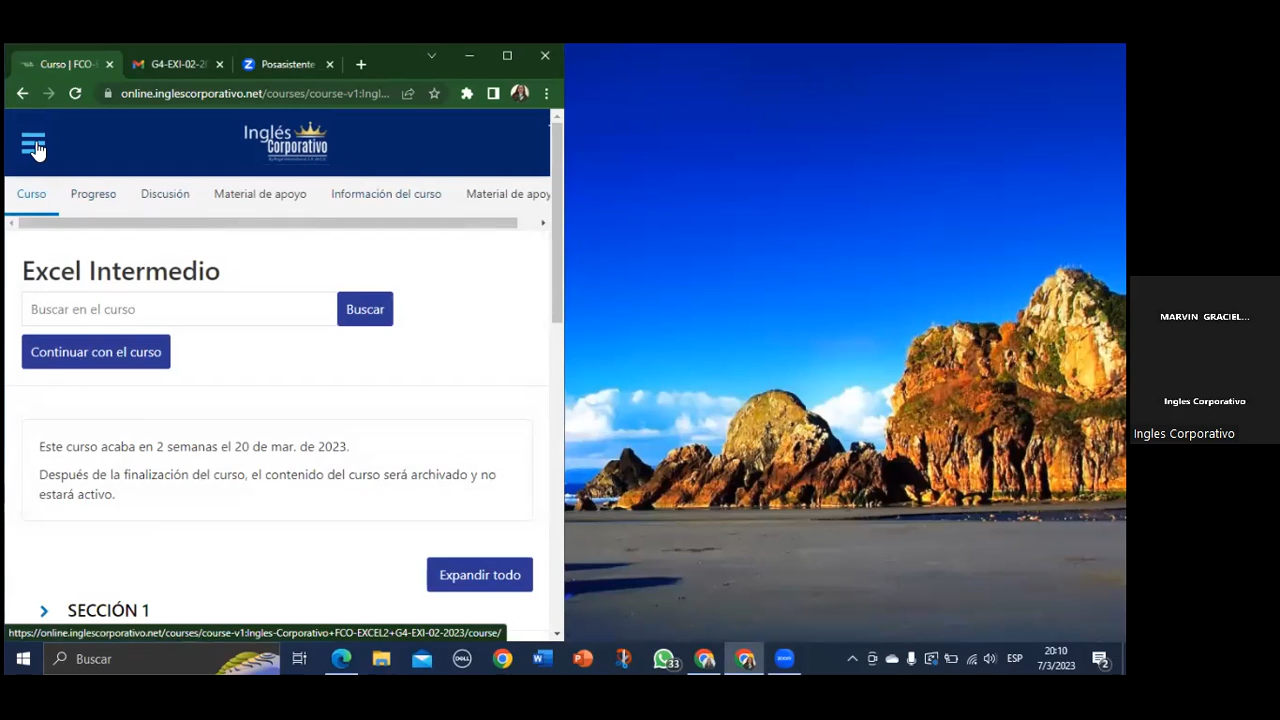 Curso | FCO-
G4-EXI-02-20
Posasistente
online.inglescorporativo.net/courses/course-v1:Ingl...
Inglés
Corporativo
Curso
Progreso
Discusión
Material de apoyo
Información del curso
Material de apoy
Excel Intermedio
Buscar en el curso
Buscar
Continuar con el curso
Este curso acaba en 2 semanas el 20 de mar. de 2023.
Después de la finalización del curso, el contenido del curso será archivado y no
estará activo.
Expandir todo
SECCIÓN 1
https://online.inglescorporativo.net/courses/course-v1:Ingles-Corporativo+FCO-EXCEL2+G4-EXI-02-2023/course/
Buscar
DELL
33
zoom
ESP
20:10
7/3/2023
2
MARVIN GRACIEL...
Ingles Corporativo
Ingles Corporativo